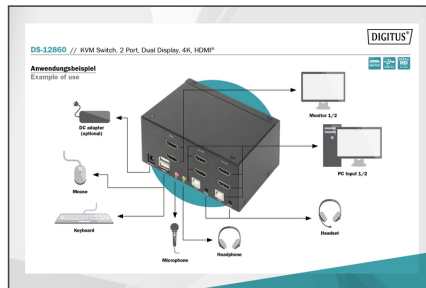 DIGITUS®
DS-12860 // KVM Switch, 2 Port, Dual Display, 4K, HDMI®
Anwendungsbeispiel
Example of use
Monitor 1/2
DC adapter
(optional)
PC Input 1/2
Mouse
Keyboard
Headset
Headphone
Microphone